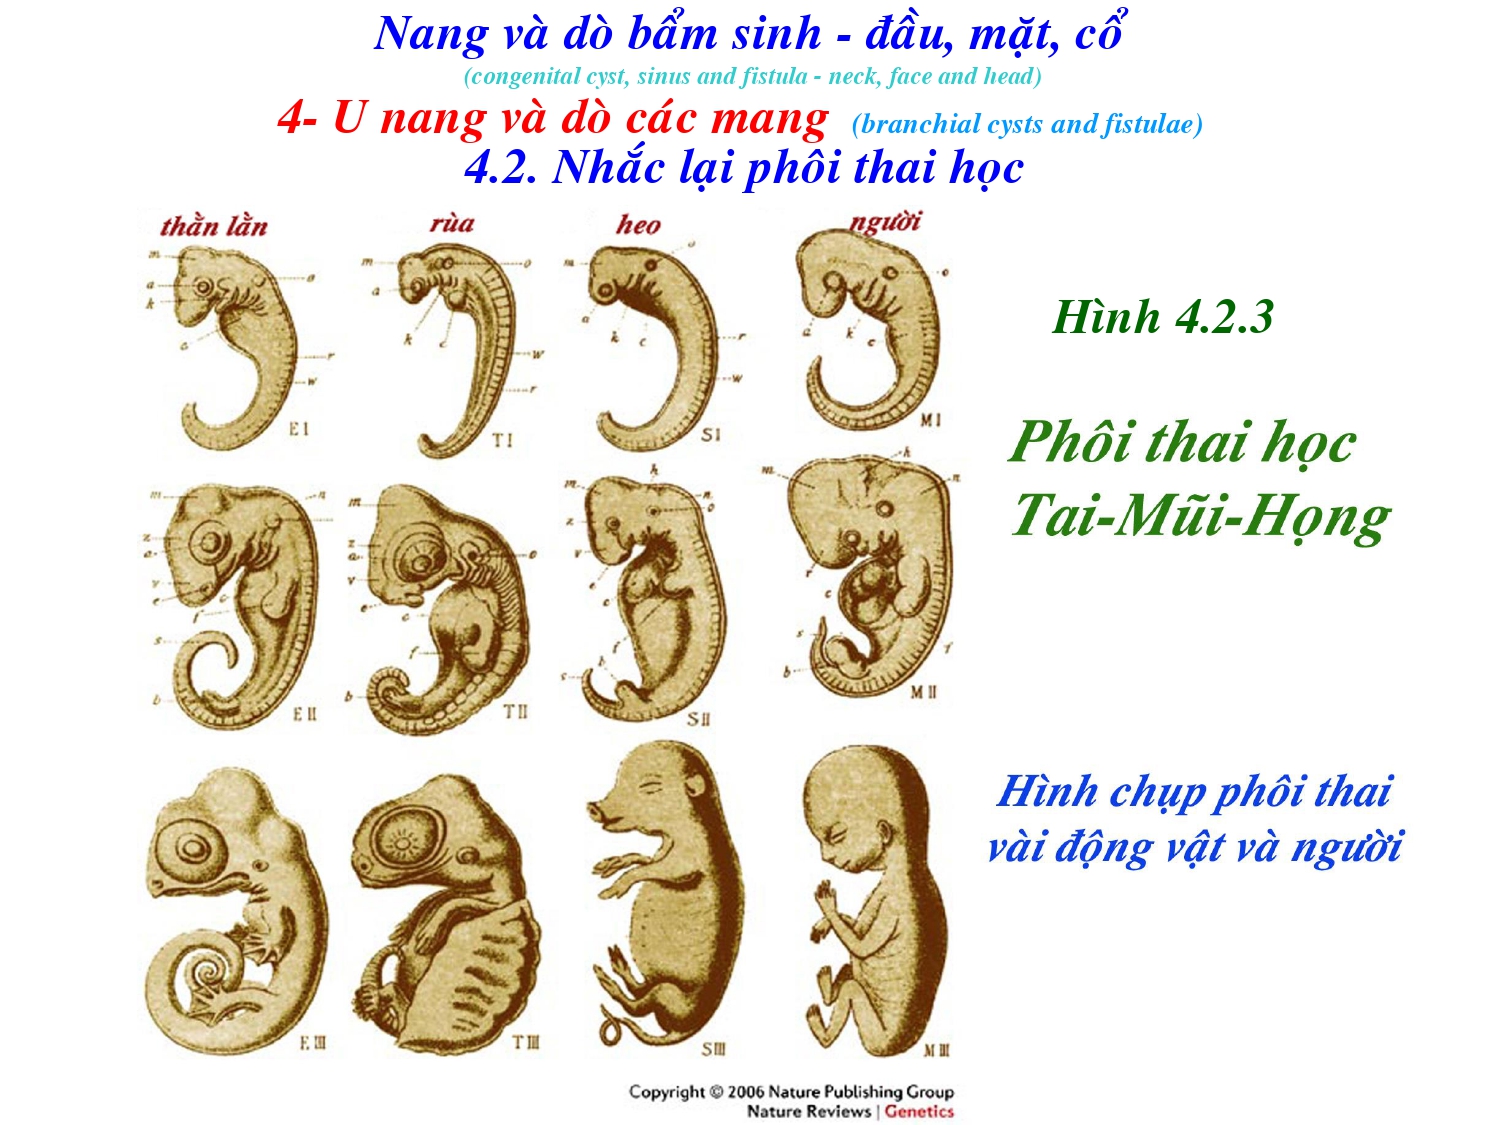 Nang và dò bẩm sinh - đầu, mặt, cổ
(congenital cyst, sinus and fistula - neck, face and head)
4- U nang và dò các mang (branchial cysts and fistulae)
4.2. Nhắc lại phôi thai học
thằn lằn rùa heo người
Hình 4.2.3
E I T I S I M I
Phôi thai học
Tai-Mũi-Họng
E II T II S II M II
Hình chụp phôi thai
vài động vật và người
E III T III S III M III
Copyright © 2006 Nature Publishing Group
Nature Reviews | Genetics